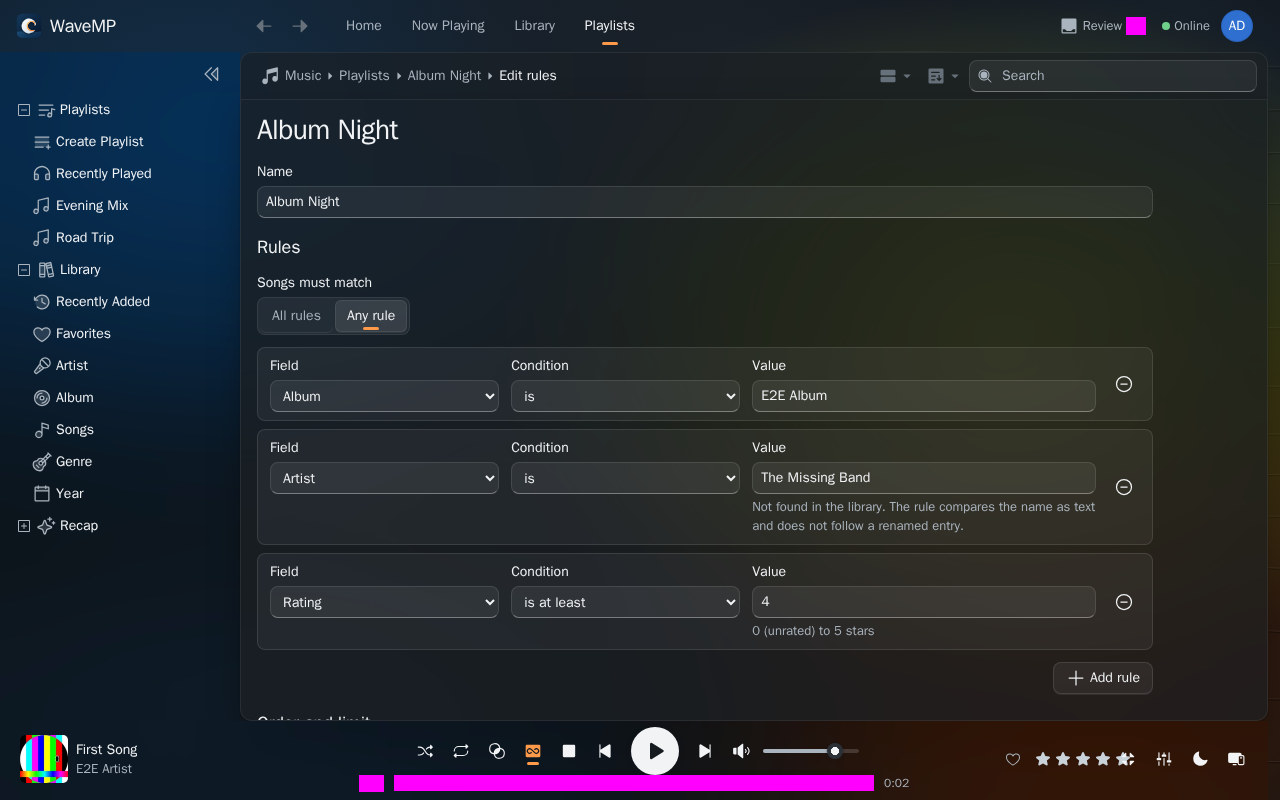 WaveMP
Home
Now Playing
Library
Playlists
Review
Online
AD
Music
Playlists
Album Night
Edit rules
Search
Playlists
Create Playlist
Recently Played
Evening Mix
Road Trip
Library
Recently Added
Favorites
Artist
Album
Songs
Genre
Year
Recap
Album Night
Name
Album Night
Rules
Songs must match
All rules
Any rule
Field
Condition
Value
Album
is
E2E Album
Field
Condition
Value
Artist
is
The Missing Band
Not found in the library. The rule compares the name as text
and does not follow a renamed entry.
Field
Condition
Value
Rating
is at least
4
0 (unrated) to 5 stars
Add rule
Order and limit
First Song
E2E Artist
0:02